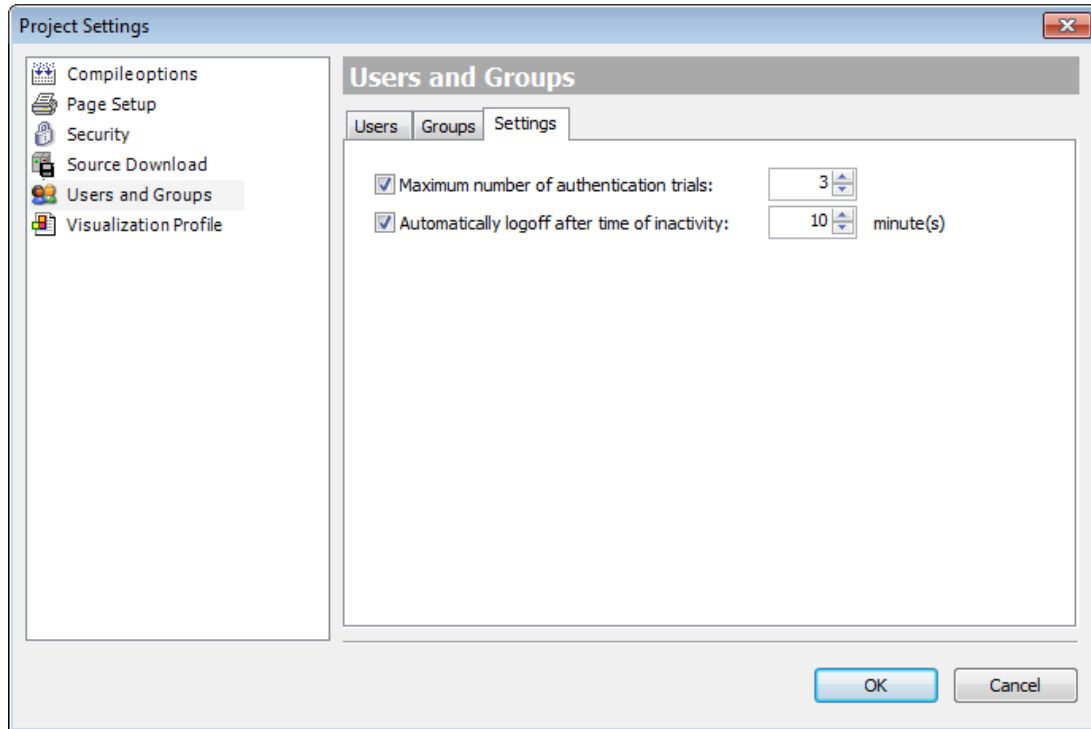 Project Settings
Compileoptions
Page Setup
Security
Source Download
Users and Groups
Visualization Profile
Users and Groups
Users Groups Settings
Maximum number of authentication trials: 3
Automatically logoff after time of inactivity: 10 minute(s)
OK Cancel